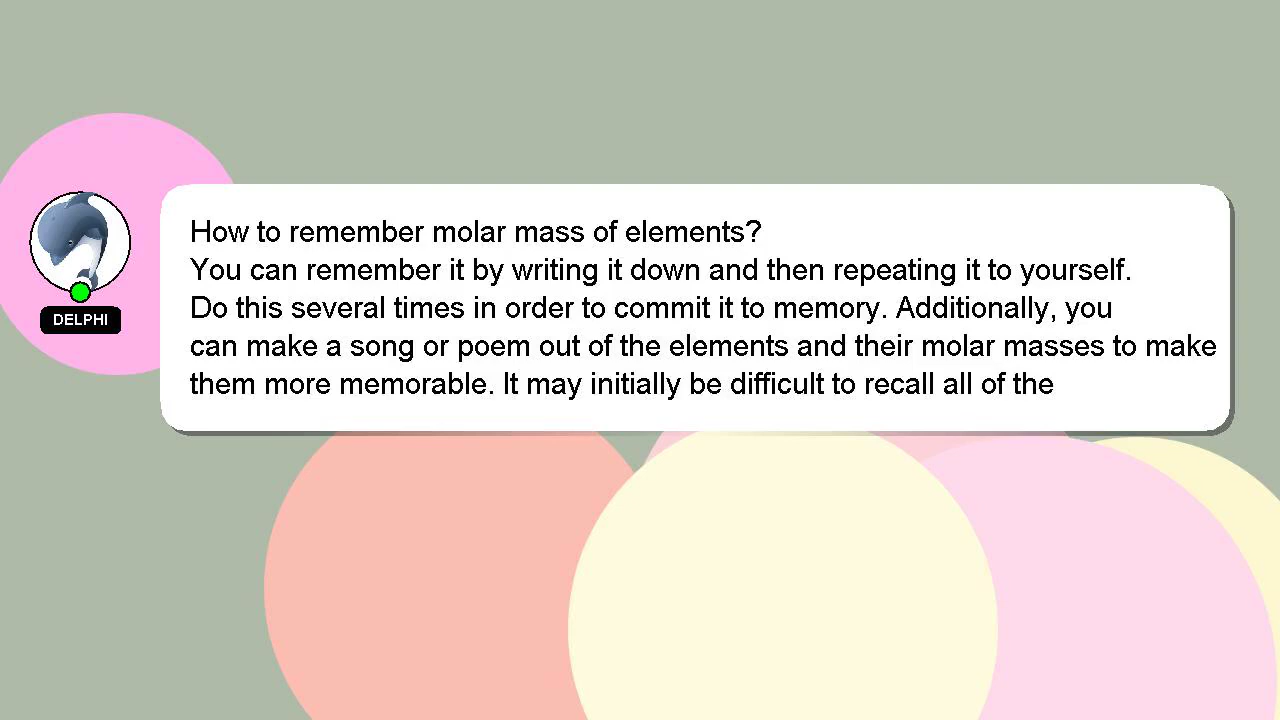 How to remember molar mass of elements?
You can remember it by writing it down and then repeating it to yourself.
Do this several times in order to commit it to memory. Additionally, you
can make a song or poem out of the elements and their molar masses to make
them more memorable. It may initially be difficult to recall all of the
DELPHI